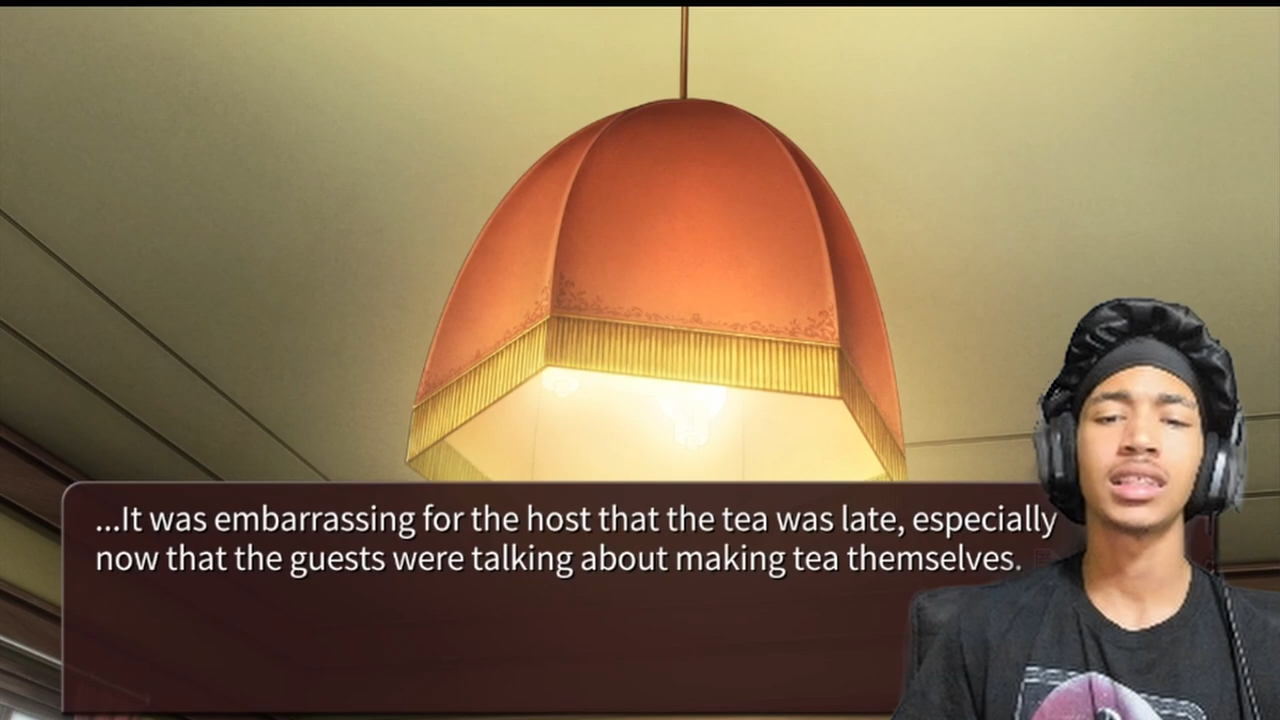 ...It was embarrassing for the host that the tea was late, especially
now that the guests were talking about making tea themselves.